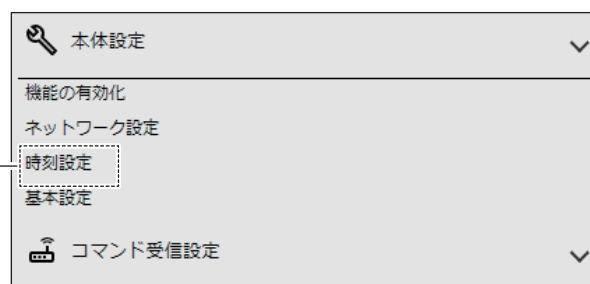 本体設定
機能の有効化
ネットワーク設定
時刻設定
基本設定
コマンド受信設定